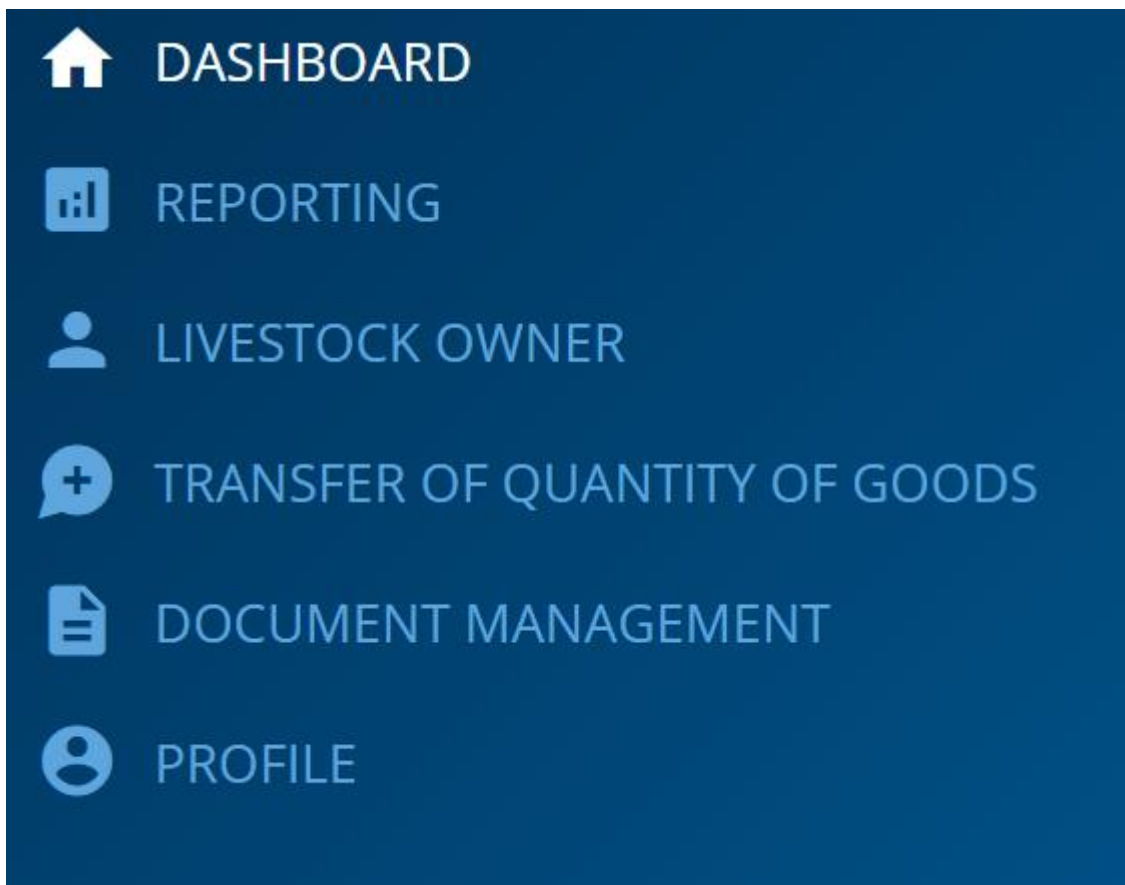 DASHBOARD
REPORTING
LIVESTOCK OWNER
TRANSFER OF QUANTITY OF GOODS
DOCUMENT MANAGEMENT
PROFILE